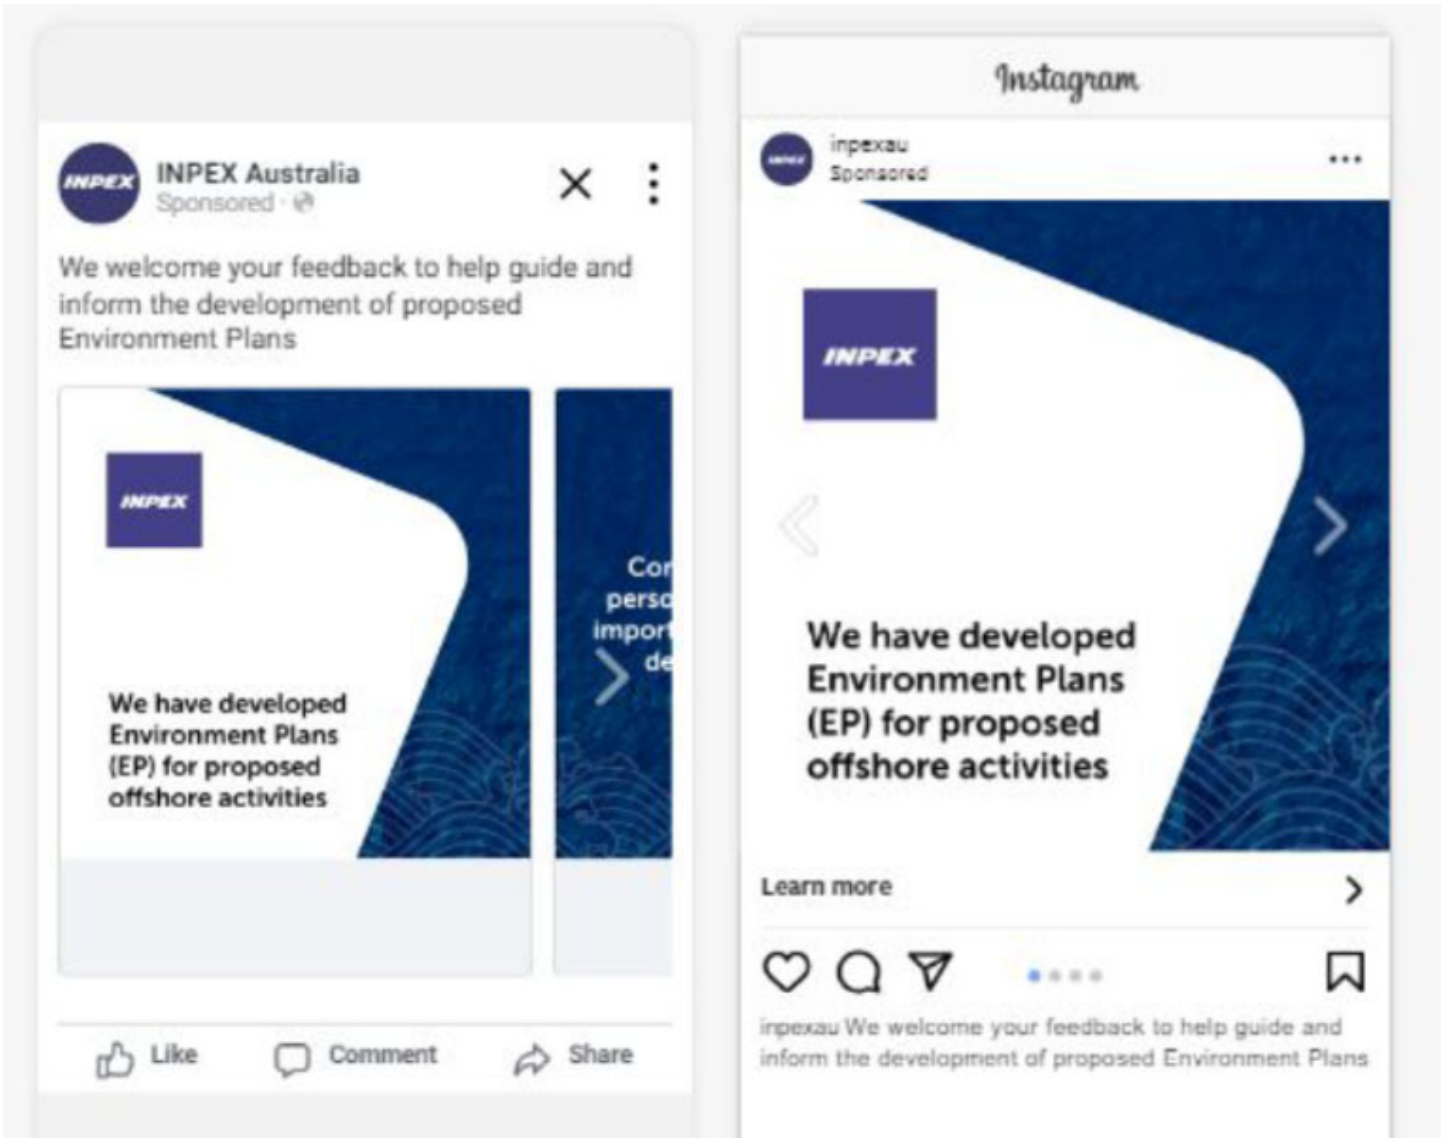 INPEX
INPEX Australia
Sponsored ·
We welcome your feedback to help guide and
inform the development of proposed
Environment Plans
INPEX
We have developed
Environment Plans
(EP) for proposed
offshore activities
Like
Comment
Share
Instagram
INPEX
inpexau
Sponsored
INPEX
We have developed
Environment Plans
(EP) for proposed
offshore activities
Learn more
inpexau We welcome your feedback to help guide and
inform the development of proposed Environment Plans